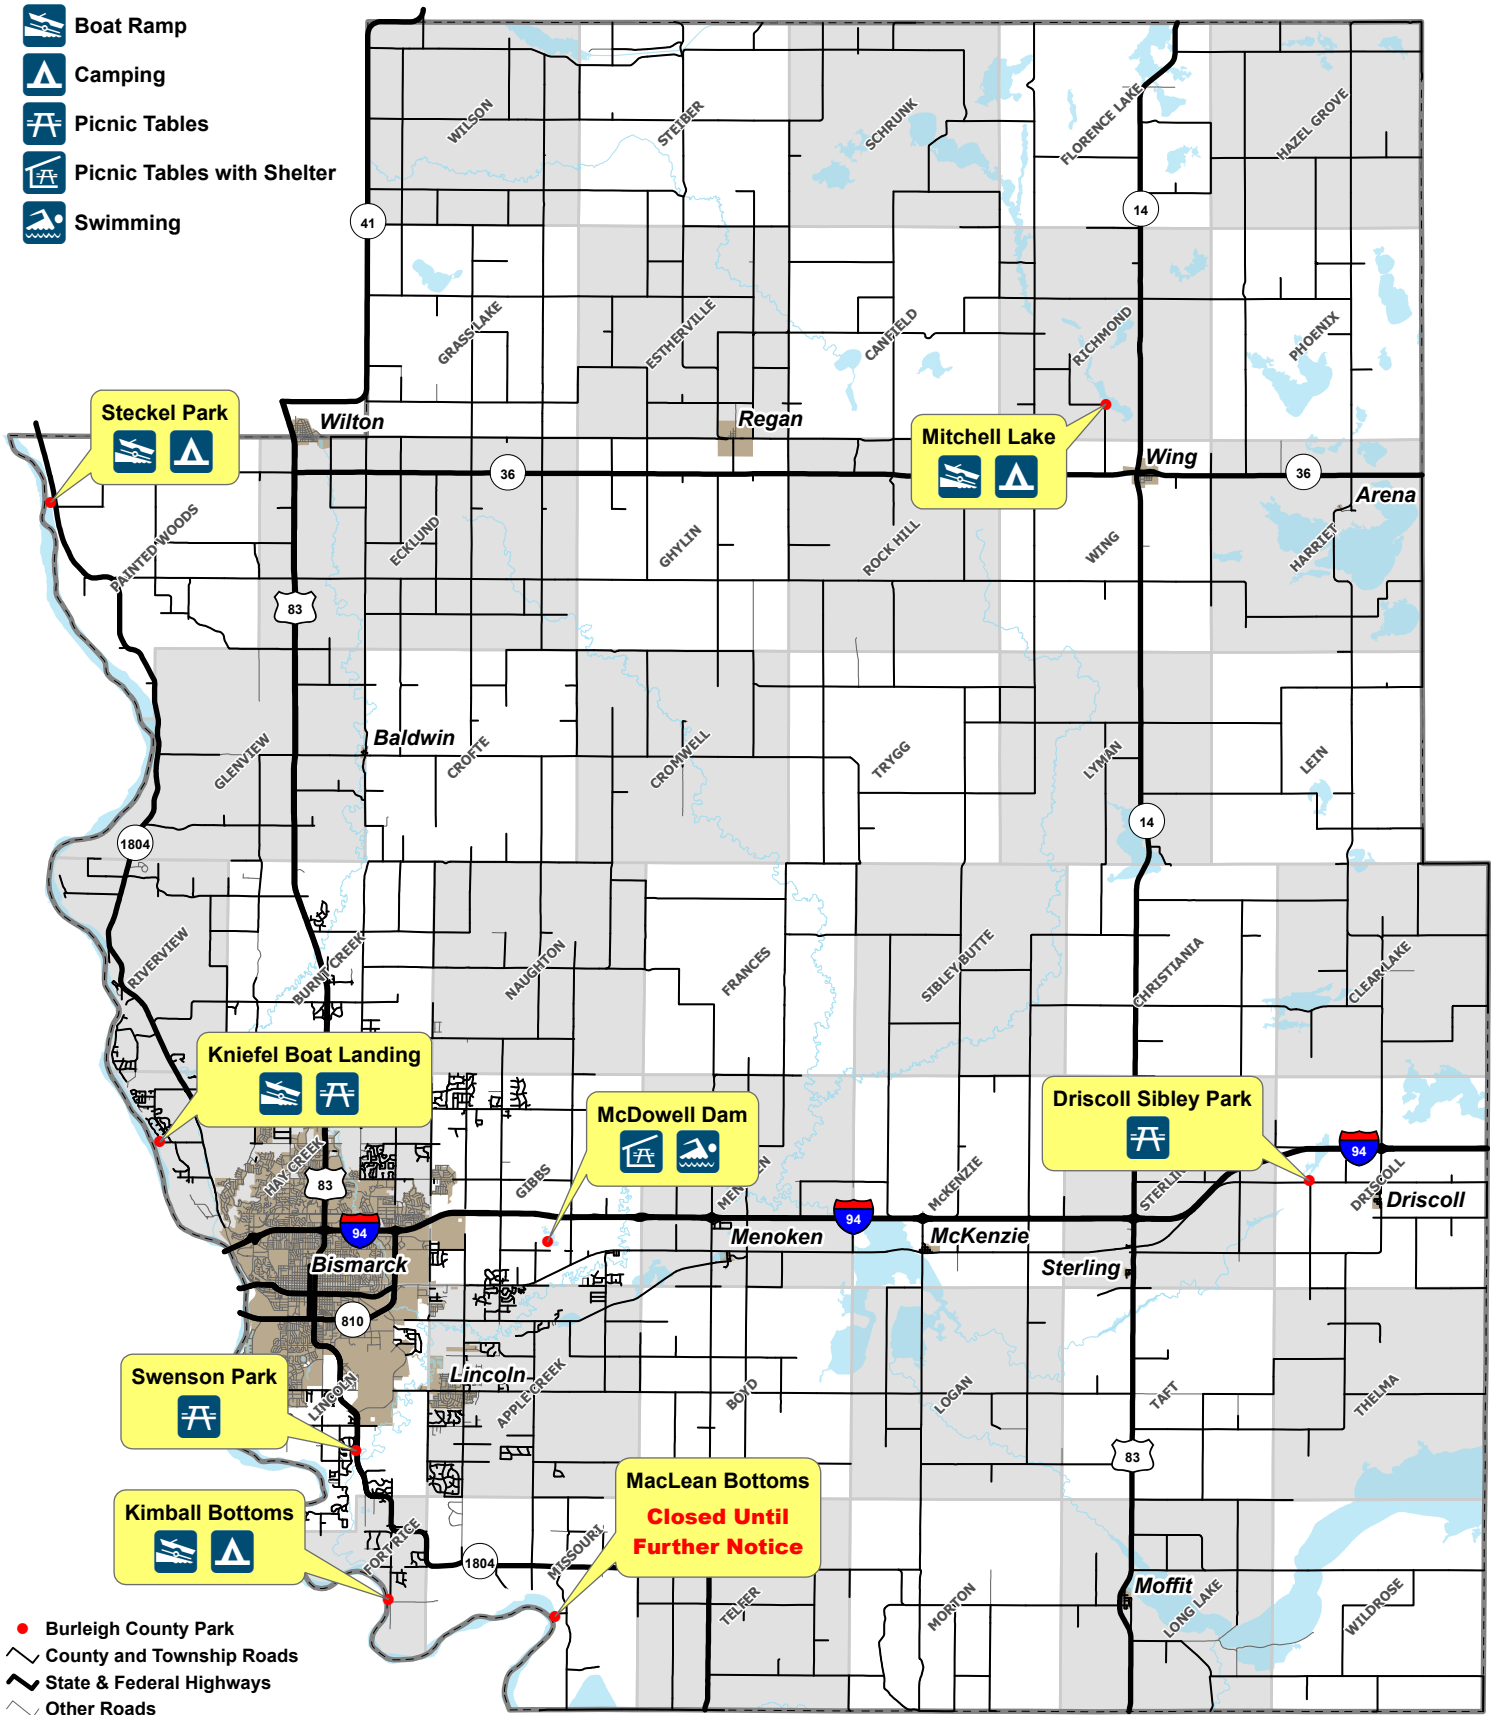 Boat Ramp
Camping
Picnic Tables
Picnic Tables with Shelter
Swimming
WILSON
STEIBER
SCHRUNK
FLORENCE LAKE
HAZEL GROVE
41
14
GRASS LAKE
ESTHERVILLE
CANFIELD
RICHMOND
PHOENIX
Steckel Park
Wilton
Regan
Mitchell Lake
Wing
36
36
Arena
PAINTED WOODS
ECKLUND
GHYLIN
ROCK HILL
WING
HARRIET
83
Baldwin
GLENVIEW
CROFTE
CROMWELL
TRYGG
LYMAN
LEIN
14
1804
RIVERVIEW
BURNT CREEK
NAUGHTON
FRANCES
SIBLEY BUTTE
CHRISTIANIA
CLEAR LAKE
Kniefel Boat Landing
McDowell Dam
Driscoll Sibley Park
HAY CREEK
GIBBS
McKENZIE
DRISCOLL
94
83
94
94
Driscoll
Menoken
McKenzie
Bismarck
Sterling
810
Swenson Park
Lincoln
LINCOLN
APPLE CREEK
BOYD
LOGAN
TAFT
THELMA
83
MacLean Bottoms
Closed Until
Further Notice
Kimball Bottoms
FORT RICE
1804
MISSOURI
TELFER
MORTON
Moffit
LONG LAKE
WILDROSE
Burleigh County Park
County and Township Roads
State & Federal Highways
Other Roads